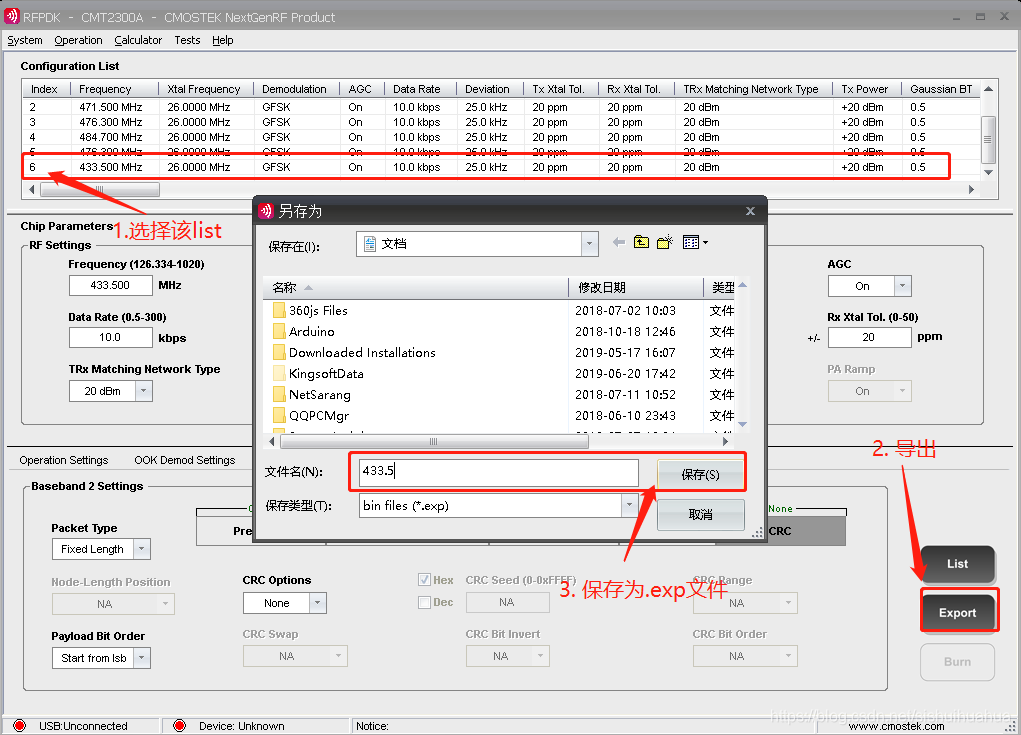 RFPDK - CMT2300A - CMOSTEK NextGenRF Product
System Operation Calculator Tests Help
Configuration List
Index Frequency Xtal Frequency Demodulation AGC Data Rate Deviation Tx Xtal Tol. Rx Xtal Tol. TRx Matching Network Type Tx Power Gaussian BT
2 471.500 MHz 26.0000 MHz GFSK On 10.0 kbps 25.0 kHz 20 ppm 20 ppm 20 dBm +20 dBm 0.5
3 476.300 MHz 26.0000 MHz GFSK On 10.0 kbps 25.0 kHz 20 ppm 20 ppm 20 dBm +20 dBm 0.5
4 484.700 MHz 26.0000 MHz GFSK On 10.0 kbps 25.0 kHz 20 ppm 20 ppm 20 dBm +20 dBm 0.5
5 476.300 MHz 26.0000 MHz GFSK On 10.0 kbps 25.0 kHz 20 ppm 20 ppm 20 dBm +20 dBm 0.5
6 433.500 MHz 26.0000 MHz GFSK On 10.0 kbps 25.0 kHz 20 ppm 20 ppm 20 dBm +20 dBm 0.5
Chip Parameters
1.选择该list
RF Settings
Frequency (126.334-1020)
433.500 MHz
Data Rate (0.5-300)
10.0 kbps
TRx Matching Network Type
20 dBm
AGC
On
Rx Xtal Tol. (0-50)
+/- 20 ppm
PA Ramp
On
另存为
保存在(I): 文档
名称 修改日期 类型
360js Files 2018-07-02 10:03 文件
Arduino 2018-10-18 12:46 文件
Downloaded Installations 2019-05-17 16:07 文件
KingsoftData 2019-06-20 17:42 文件
NetSarang 2018-07-11 10:52 文件
QQPCMgr 2018-06-10 23:43 文件
文件名(N): 433.5 保存(S)
保存类型(T): bin files (*.exp) 取消
2. 导出
3. 保存为.exp文件
Operation Settings OOK Demod Settings
Baseband 2 Settings
Pre
None
CRC
Packet Type
Fixed Length
Node-Length Position
NA
Payload Bit Order
Start from lsb
CRC Options
None
CRC Swap
NA
Hex
Dec
CRC Seed (0-0xFFFF)
NA
CRC Bit Invert
NA
CRC Range
NA
CRC Bit Order
NA
List
Export
Burn
USB:Unconnected Device: Unknown Notice: www.cmostek.com